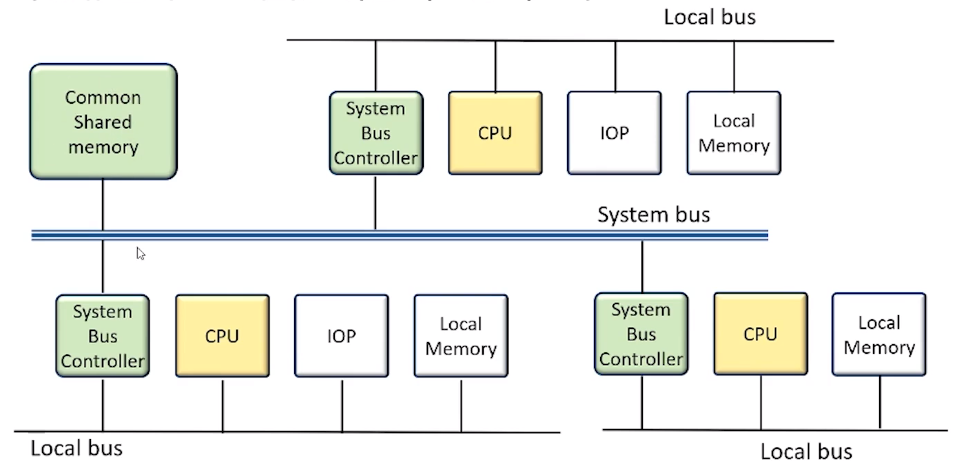 Local bus
Common
Shared
memory
System
Bus
Controller
CPU
IOP
Local
Memory
System bus
System
Bus
Controller
CPU
IOP
Local
Memory
System
Bus
Controller
CPU
Local
Memory
Local bus
Local bus